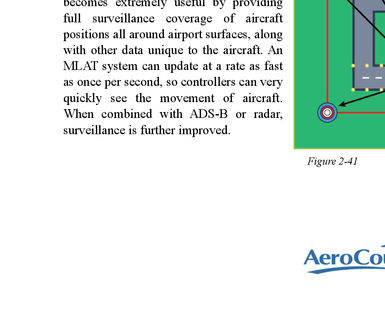 becomes extremely useful by providing
full surveillance coverage of aircraft
positions all around airport surfaces, along
with other data unique to the aircraft. An
MLAT system can update at a rate as fast
as once per second, so controllers can very
quickly see the movement of aircraft.
When combined with ADS-B or radar,
surveillance is further improved.
Figure 2-41
AeroCou